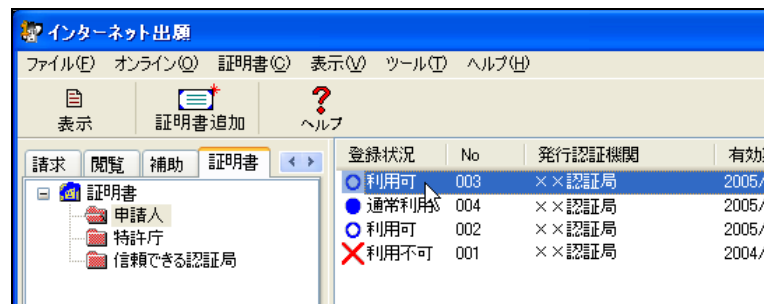 インターネット出願
ファイル(F) オンライン(O) 証明書(C) 表示(V) ツール(T) ヘルプ(H)
表示 証明書追加 ヘルプ
請求 閲覧 補助 証明書
証明書
申請人
特許庁
信頼できる認証局
登録状況 No 発行認証機関 有効
利用可 003 ××認証局 2005/
通常利用 004 ××認証局 2005/
利用可 002 ××認証局 2005/
利用不可 001 ××認証局 2004/